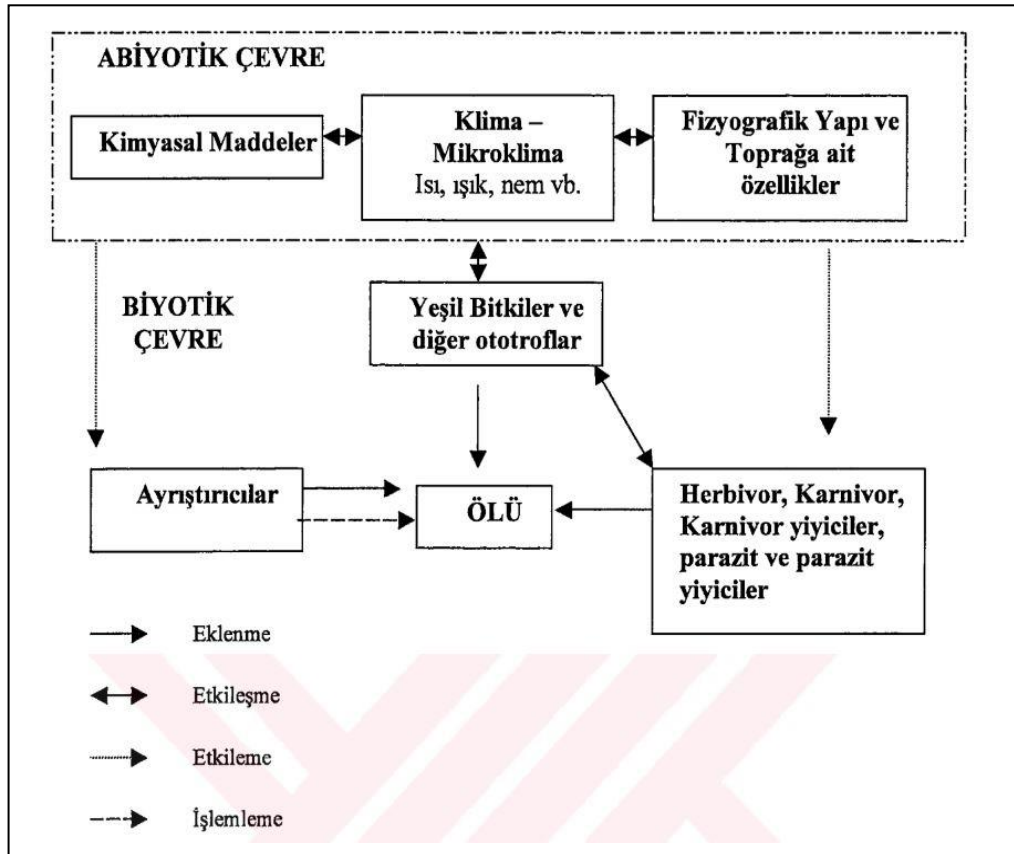 ABİYOTİK ÇEVRE
Kimyasal Maddeler
Klima –
Mikroklima
Isı, ışık, nem vb.
Fizyografik Yapı ve
Toprağa ait
özellikler
BİYOTİK
ÇEVRE
Yeşil Bitkiler ve
diğer ototroflar
Ayrıştırıcılar
ÖLÜ
Herbivor, Karnivor,
Karnivor yiyiciler,
parazit ve parazit
yiyiciler
Eklenme
Etkileşme
Etkileme
İşlemleme